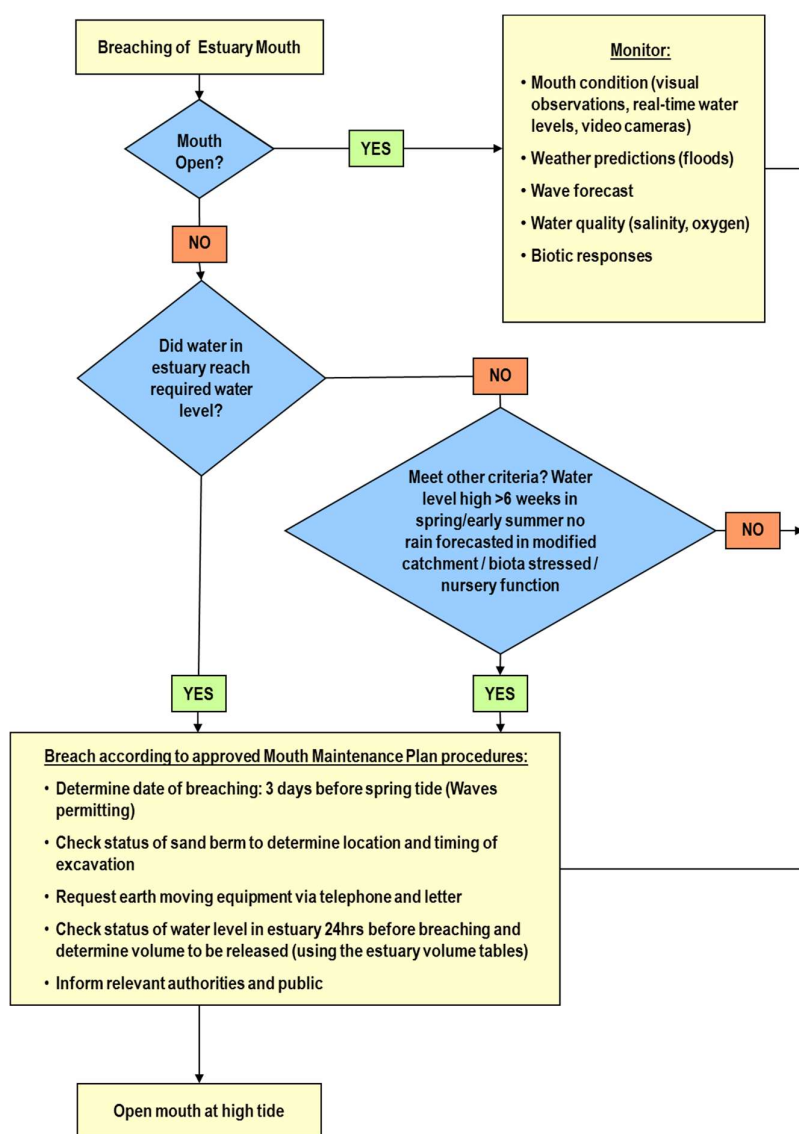 Breaching of Estuary Mouth
Monitor:
• Mouth condition (visual
observations, real-time water
levels, video cameras)
• Weather predictions (floods)
• Wave forecast
• Water quality (salinity, oxygen)
• Biotic responses
Mouth
Open?
YES
NO
Did water in
estuary reach
required water
level?
NO
Meet other criteria? Water
level high >6 weeks in
spring/early summer no
rain forecasted in modified
catchment / biota stressed /
nursery function
NO
YES
YES
Breach according to approved Mouth Maintenance Plan procedures:
• Determine date of breaching: 3 days before spring tide (Waves
permitting)
• Check status of sand berm to determine location and timing of
excavation
• Request earth moving equipment via telephone and letter
• Check status of water level in estuary 24hrs before breaching and
determine volume to be released (using the estuary volume tables)
• Inform relevant authorities and public
Open mouth at high tide